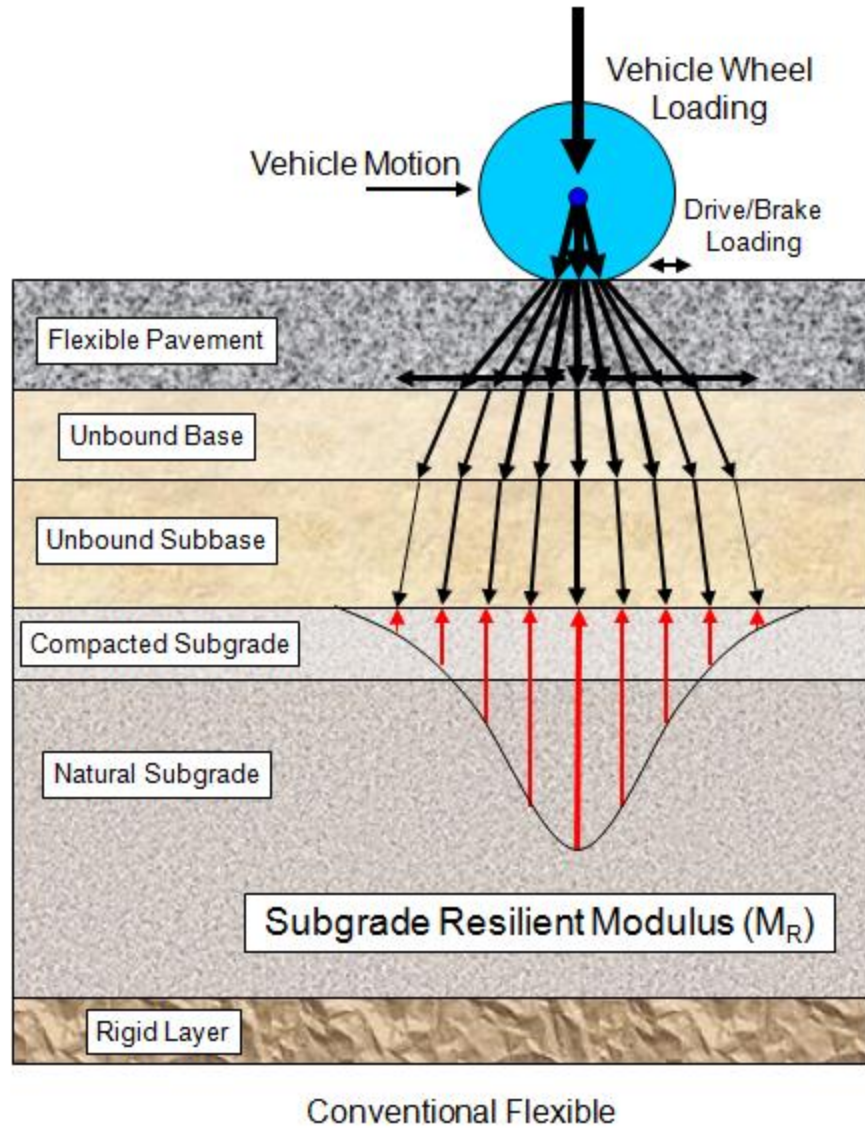 Vehicle Wheel
Loading
Vehicle Motion
Drive/Brake
Loading
Flexible Pavement
Unbound Base
Unbound Subbase
Compacted Subgrade
Natural Subgrade
Subgrade Resilient Modulus (MR)
Rigid Layer
Conventional Flexible